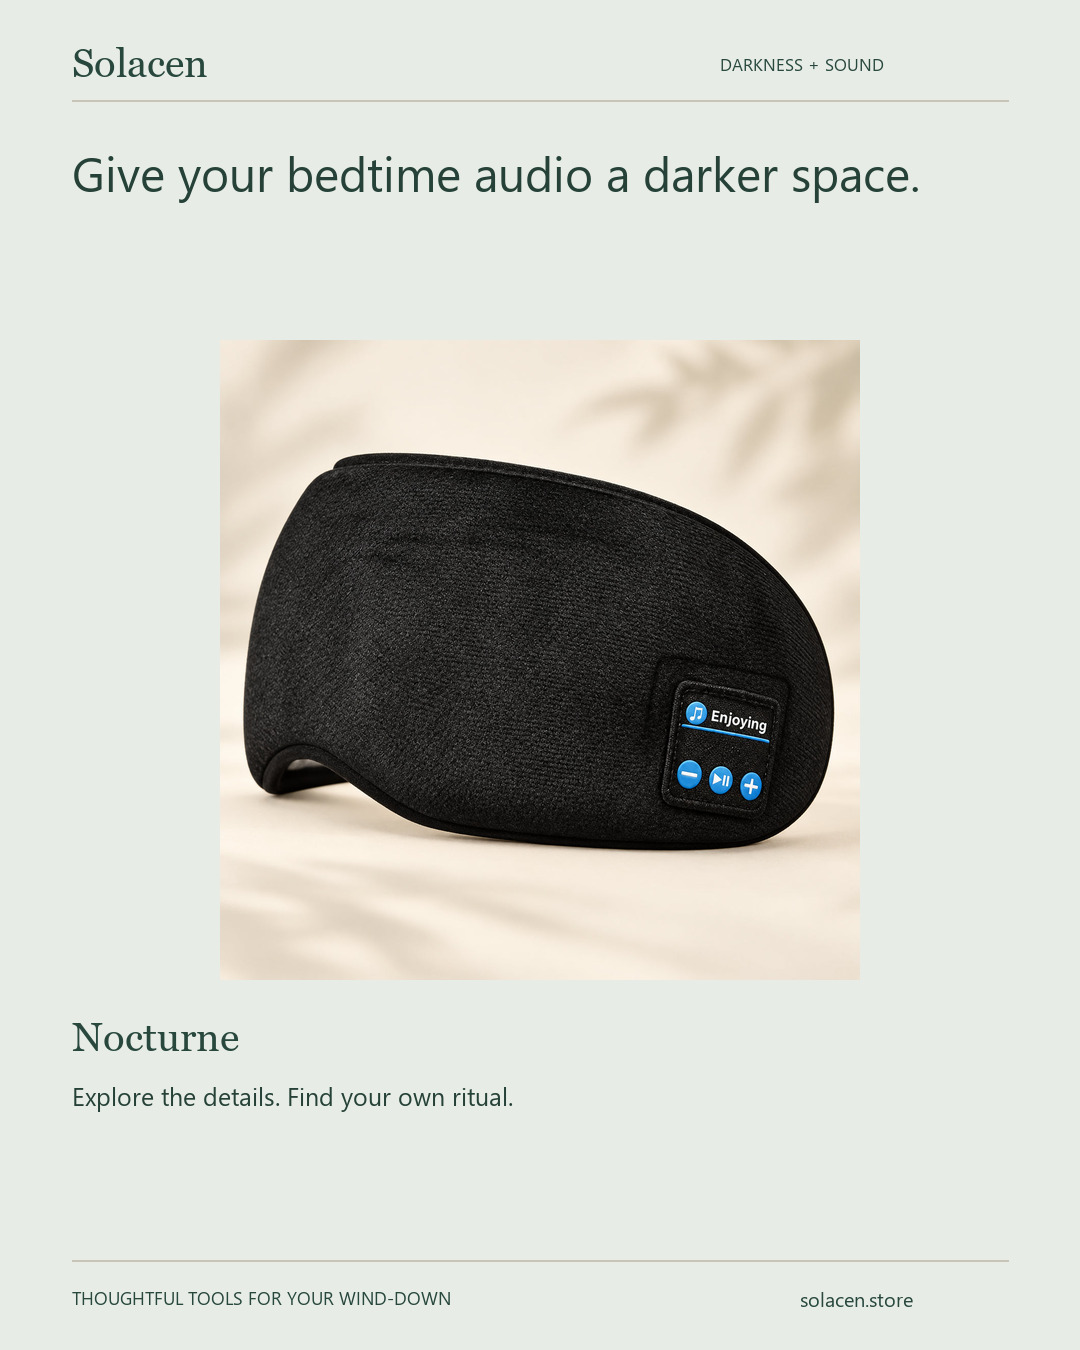 Solacen
DARKNESS + SOUND
Give your bedtime audio a darker space.
Enjoying
Nocturne
Explore the details. Find your own ritual.
THOUGHTFUL TOOLS FOR YOUR WIND-DOWN
solacen.store